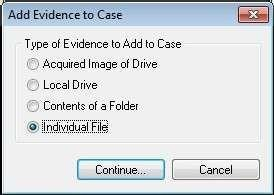 Add Evidence to Case
Type of Evidence to Add to Case
Acquired Image of Drive
Local Drive
Contents of a Folder
Individual File
Continue...
Cancel